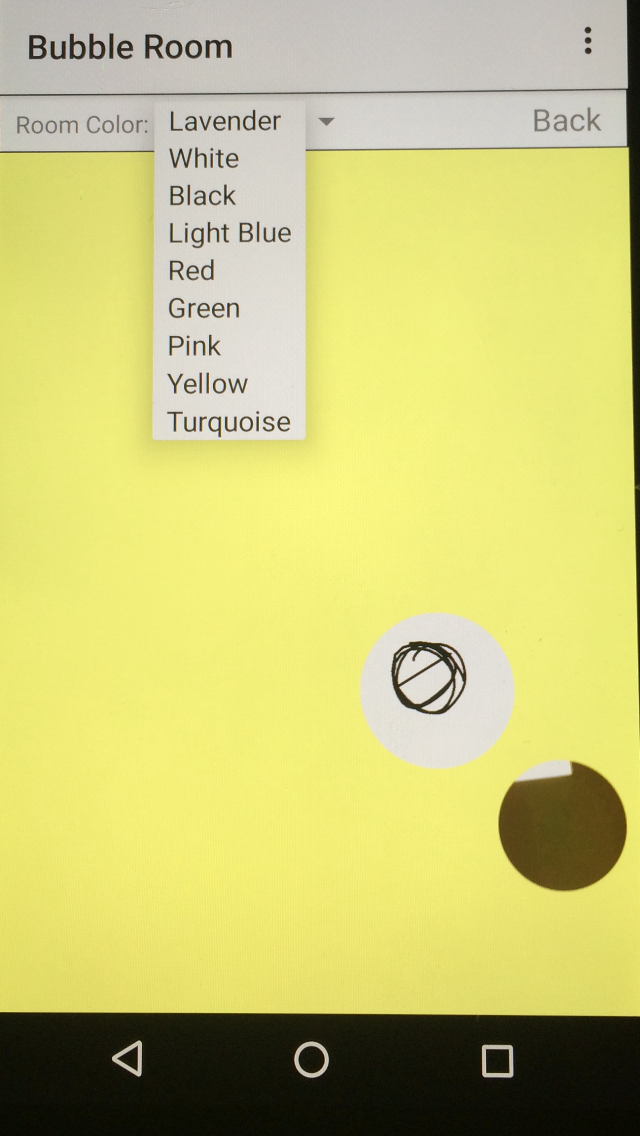 Bubble Room
Room Color:
Lavender
Back
White
Black
Light Blue
Red
Green
Pink
Yellow
Turquoise